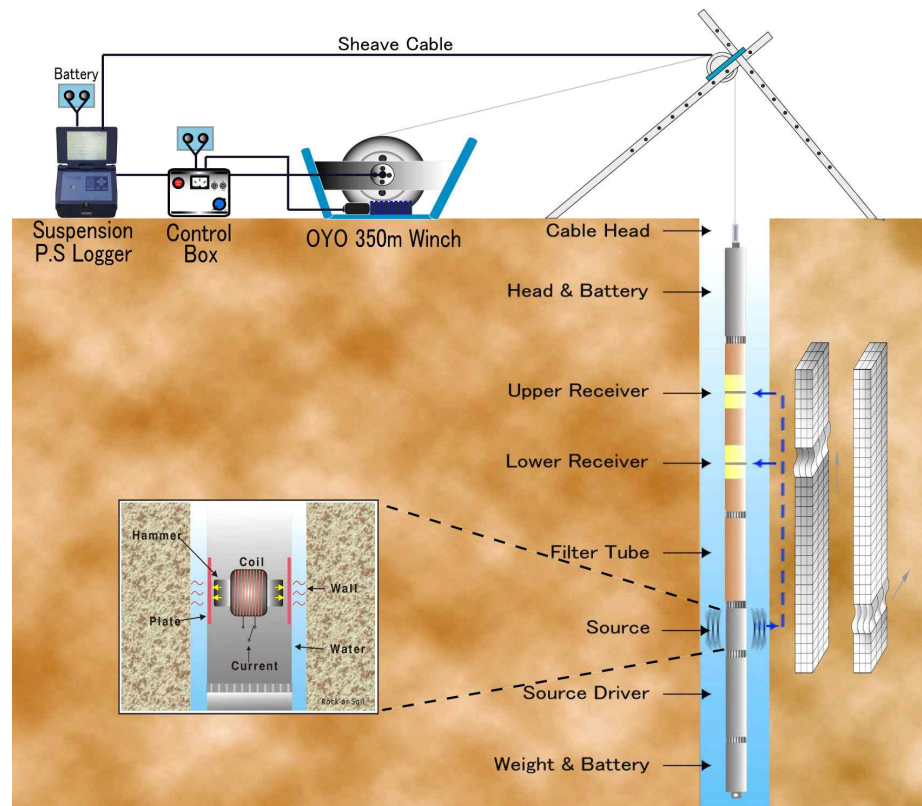 Sheave Cable
Battery
Suspension
P.S Logger
Control
Box
OYO 350m Winch
Cable Head
Head & Battery
Upper Receiver
Lower Receiver
Filter Tube
Source
Source Driver
Weight & Battery
Hammer
Coil
Wall
Plate
Water
Current
Rock or Soil